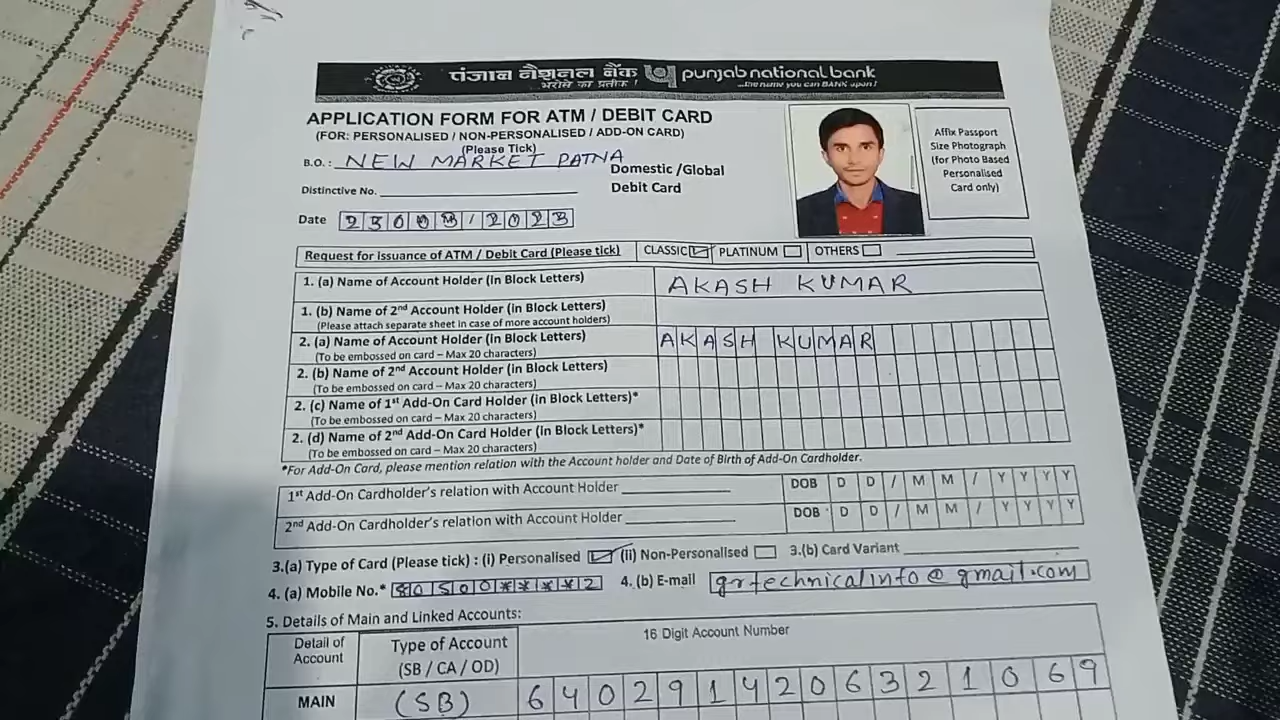 पंजाब नैशनल बैंक punjab national bank
भरोसे का प्रतीक ! ...the name you can BANK upon !
APPLICATION FORM FOR ATM / DEBIT CARD
(FOR: PERSONALISED / NON-PERSONALISED / ADD-ON CARD)
(Please Tick)
B.O. : NEW MARKET PATNA
Domestic /Global
Debit Card
Distinctive No.
Date / 2023
Affix Passport
Size Photograph
(for Photo Based
Personalised
Card only)
Request for issuance of ATM / Debit Card (Please tick) CLASSIC PLATINUM OTHERS
1. (a) Name of Account Holder (in Block Letters) AKASH KUMAR
1. (b) Name of 2nd Account Holder (in Block Letters)
(Please attach separate sheet in case of more account holders)
2. (a) Name of Account Holder (in Block Letters) AKASH KUMAR
(To be embossed on card – Max 20 characters)
2. (b) Name of 2nd Account Holder (in Block Letters)
(To be embossed on card – Max 20 characters)
2. (c) Name of 1st Add-On Card Holder (in Block Letters)*
(To be embossed on card – Max 20 characters)
2. (d) Name of 2nd Add-On Card Holder (in Block Letters)*
(To be embossed on card – Max 20 characters)
*For Add-On Card, please mention relation with the Account holder and Date of Birth of Add-On Cardholder.
1st Add-On Cardholder's relation with Account Holder DOB D D / M M / Y Y Y Y
2nd Add-On Cardholder's relation with Account Holder DOB D D / M M / Y Y Y Y
3.(a) Type of Card (Please tick) : (i) Personalised (ii) Non-Personalised 3.(b) Card Variant
4. (a) Mobile No.* 80500****2 4. (b) E-mail grtechnicalinfo@gmail.com
5. Details of Main and Linked Accounts:
Detail of Account Type of Account (SB / CA / OD) 16 Digit Account Number
MAIN (SB) 6402914206321069